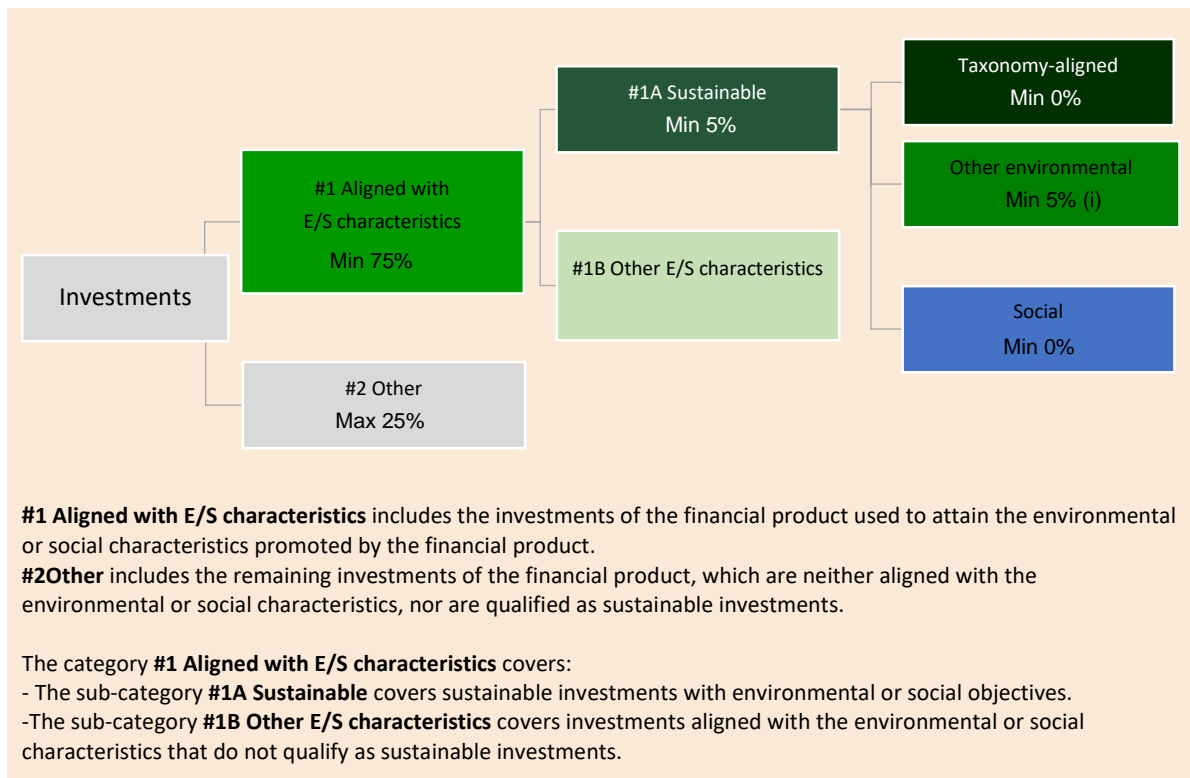 Investments
#1 Aligned with
E/S characteristics
Min 75%
#2 Other
Max 25%
#1A Sustainable
Min 5%
#1B Other E/S characteristics
Taxonomy-aligned
Min 0%
Other environmental
Min 5% (i)
Social
Min 0%
#1 Aligned with E/S characteristics includes the investments of the financial product used to attain the environmental
or social characteristics promoted by the financial product.
#2Other includes the remaining investments of the financial product, which are neither aligned with the
environmental or social characteristics, nor are qualified as sustainable investments.
The category #1 Aligned with E/S characteristics covers:
- The sub-category #1A Sustainable covers sustainable investments with environmental or social objectives.
-The sub-category #1B Other E/S characteristics covers investments aligned with the environmental or social
characteristics that do not qualify as sustainable investments.